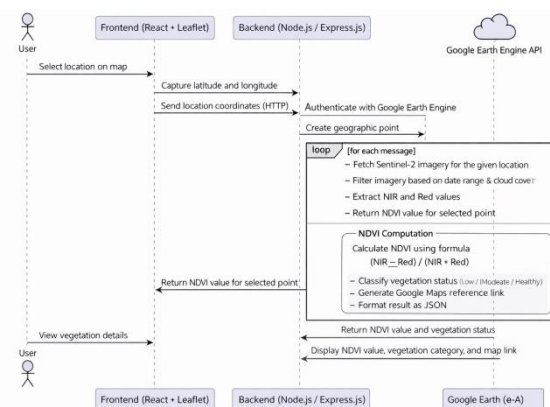 User
Frontend (React + Leaflet)
Backend (Node.js / Express.js)
Google Earth Engine API
Select location on map
Capture latitude and longitude
Send location coordinates (HTTP)
Authenticate with Google Earth Engine
Create geographic point
loop
[for each message]
– Fetch Sentinel-2 imagery for the given location
– Filter imagery based on date range & cloud cover
– Extract NIR and Red values
– Return NDVI value for selected point
NDVI Computation
Calculate NDVI using formula
(NIR – Red) / (NIR + Red)
– Classify vegetation status (Low / IModeate / Healthy)
– Generate Google Maps reference link
– Format result as JSON
Return NDVI value for selected point
Return NDVI value and vegetation status
View vegetation details
Display NDVI value, vegetation category, and map link
User
Frontend (React + Leaflet)
Backend (Node.js / Express.js)
Google Earth (e-A)